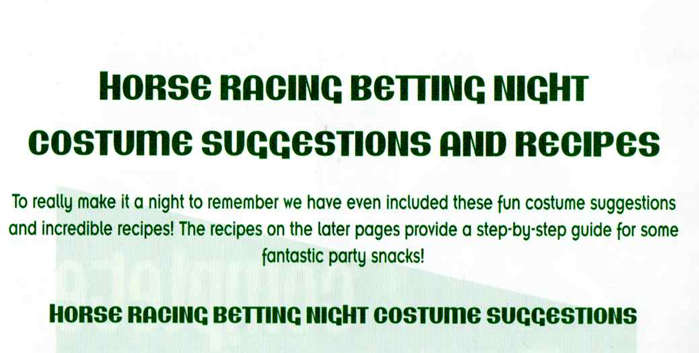 HORSE RACING BETTING NIGHT
COSTUME SUGGESTIONS AND RECIPES
To really make it a night to remember we have even included these fun costume suggestions
and incredible recipes! The recipes on the later pages provide a step-by-step guide for some
fantastic party snacks!
HORSE RACING BETTING NIGHT COSTUME SUGGESTIONS